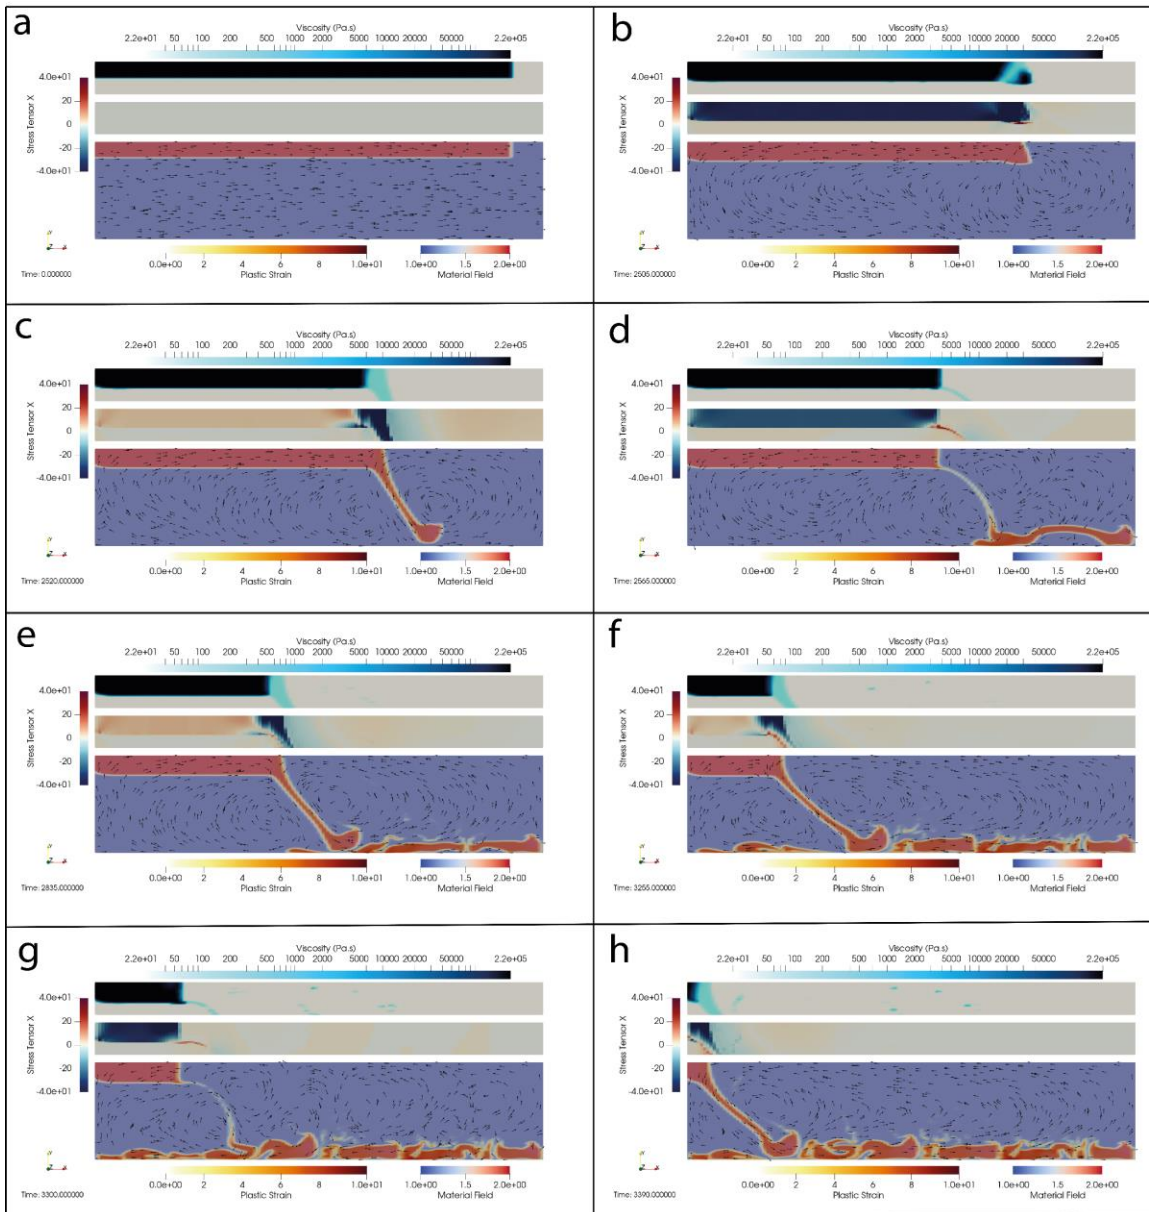 a
Viscosity (Pa.s)
2.2e+01 50 100 200 500 1000 2000 5000 10000 20000 50000 2.2e+05
4.0e+01
20
0
-20
-4.0e+01
Stress Tensor X
Y
Z X
0.0e+00 2 4 6 8 1.0e+01
Plastic Strain
1.0e+00 1.5 2.0e+00
Material Field
Time: 0.000000
b
Viscosity (Pa.s)
2.2e+01 50 100 200 500 1000 2000 5000 10000 20000 50000 2.2e+05
4.0e+01
20
0
-20
-4.0e+01
Stress Tensor X
Y
Z X
0.0e+00 2 4 6 8 1.0e+01
Plastic Strain
1.0e+00 1.5 2.0e+00
Material Field
Time: 2505.000000
c
Viscosity (Pa.s)
2.2e+01 50 100 200 500 1000 2000 5000 10000 20000 50000 2.2e+05
4.0e+01
20
0
-20
-4.0e+01
Stress Tensor X
Y
Z X
0.0e+00 2 4 6 8 1.0e+01
Plastic Strain
1.0e+00 1.5 2.0e+00
Material Field
Time: 2520.000000
d
Viscosity (Pa.s)
2.2e+01 50 100 200 500 1000 2000 5000 10000 20000 50000 2.2e+05
4.0e+01
20
0
-20
-4.0e+01
Stress Tensor X
Y
Z X
0.0e+00 2 4 6 8 1.0e+01
Plastic Strain
1.0e+00 1.5 2.0e+00
Material Field
Time: 2565.000000
e
Viscosity (Pa.s)
2.2e+01 50 100 200 500 1000 2000 5000 10000 20000 50000 2.2e+05
4.0e+01
20
0
-20
-4.0e+01
Stress Tensor X
Y
Z X
0.0e+00 2 4 6 8 1.0e+01
Plastic Strain
1.0e+00 1.5 2.0e+00
Material Field
Time: 2835.000000
f
Viscosity (Pa.s)
2.2e+01 50 100 200 500 1000 2000 5000 10000 20000 50000 2.2e+05
4.0e+01
20
0
-20
-4.0e+01
Stress Tensor X
Y
Z X
0.0e+00 2 4 6 8 1.0e+01
Plastic Strain
1.0e+00 1.5 2.0e+00
Material Field
Time: 3255.000000
g
Viscosity (Pa.s)
2.2e+01 50 100 200 500 1000 2000 5000 10000 20000 50000 2.2e+05
4.0e+01
20
0
-20
-4.0e+01
Stress Tensor X
Y
Z X
0.0e+00 2 4 6 8 1.0e+01
Plastic Strain
1.0e+00 1.5 2.0e+00
Material Field
Time: 3300.000000
h
Viscosity (Pa.s)
2.2e+01 50 100 200 500 1000 2000 5000 10000 20000 50000 2.2e+05
4.0e+01
20
0
-20
-4.0e+01
Stress Tensor X
Y
Z X
0.0e+00 2 4 6 8 1.0e+01
Plastic Strain
1.0e+00 1.5 2.0e+00
Material Field
Time: 3390.000000